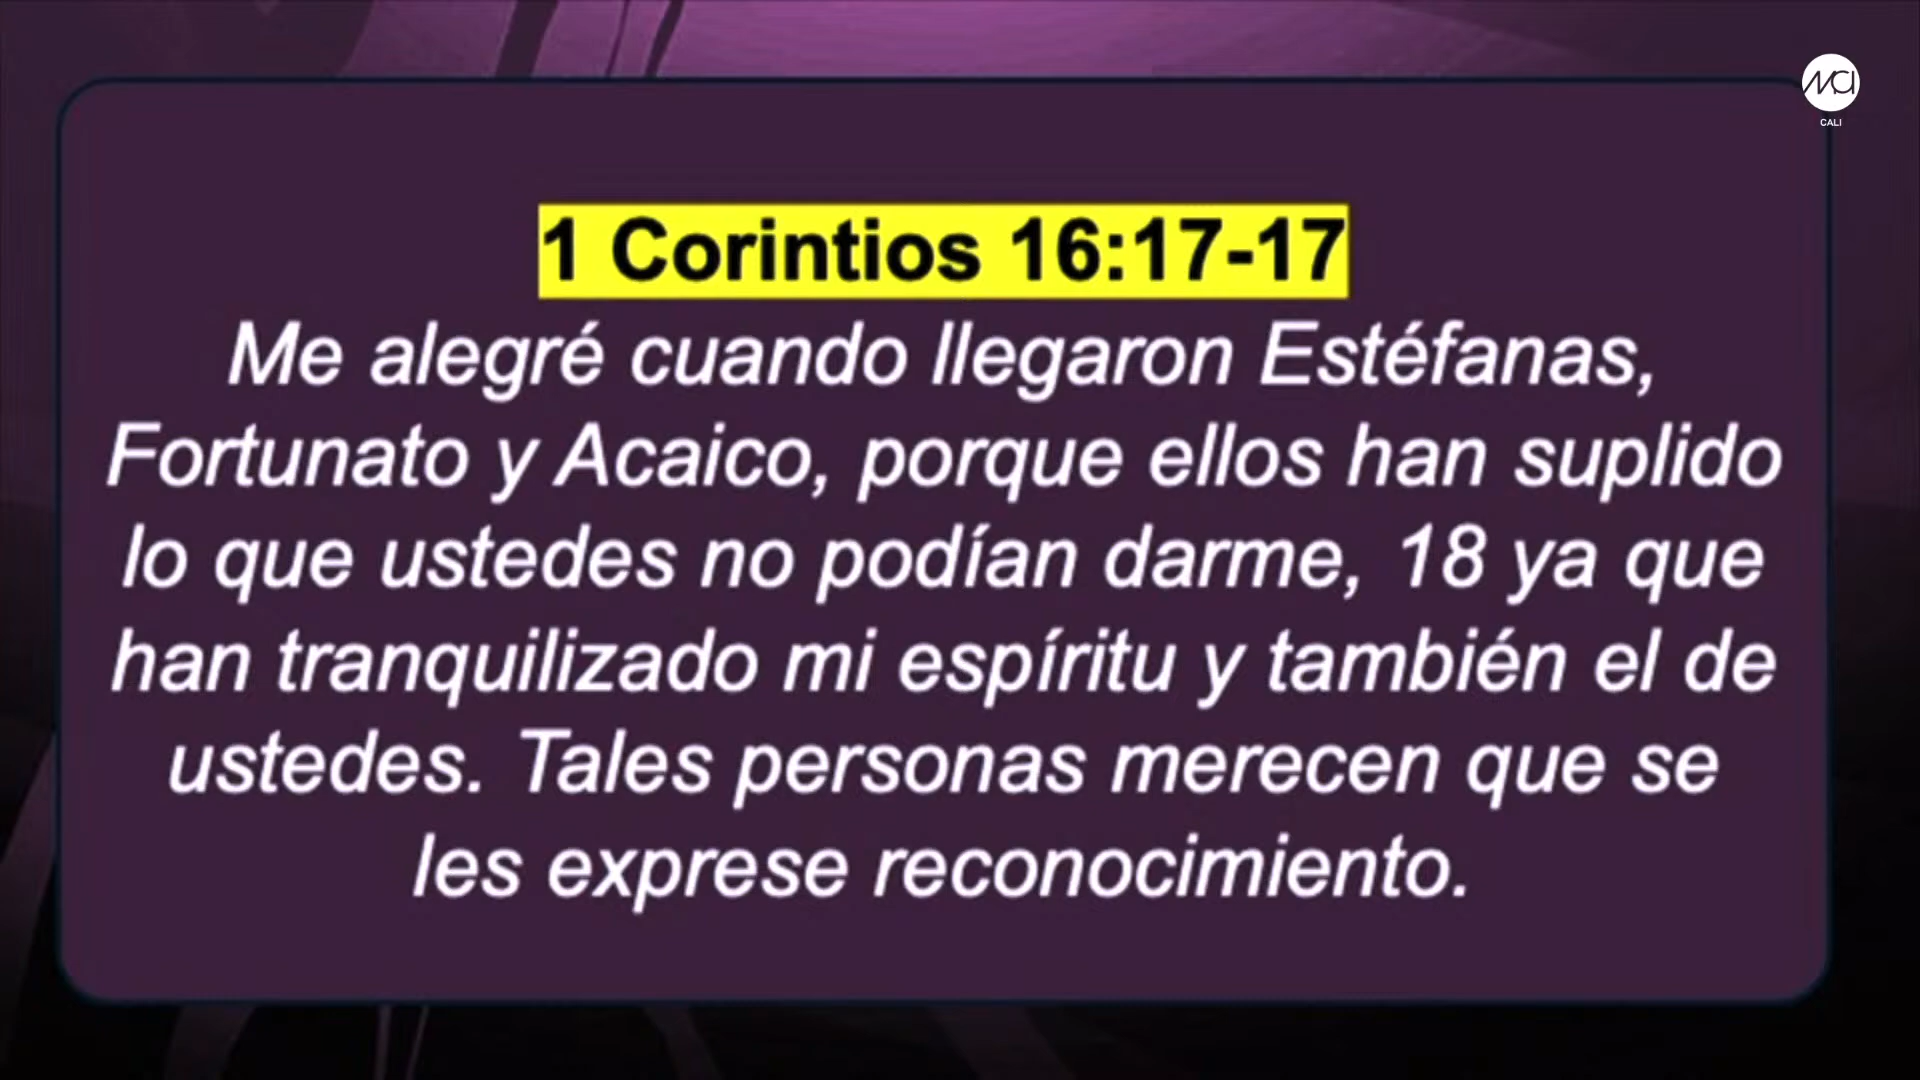 MCI
CALI
1 Corintios 16:17-17
Me alegré cuando llegaron Estéfanas,
Fortunato y Acaico, porque ellos han suplido
lo que ustedes no podían darme, 18 ya que
han tranquilizado mi espíritu y también el de
ustedes. Tales personas merecen que se
les exprese reconocimiento.